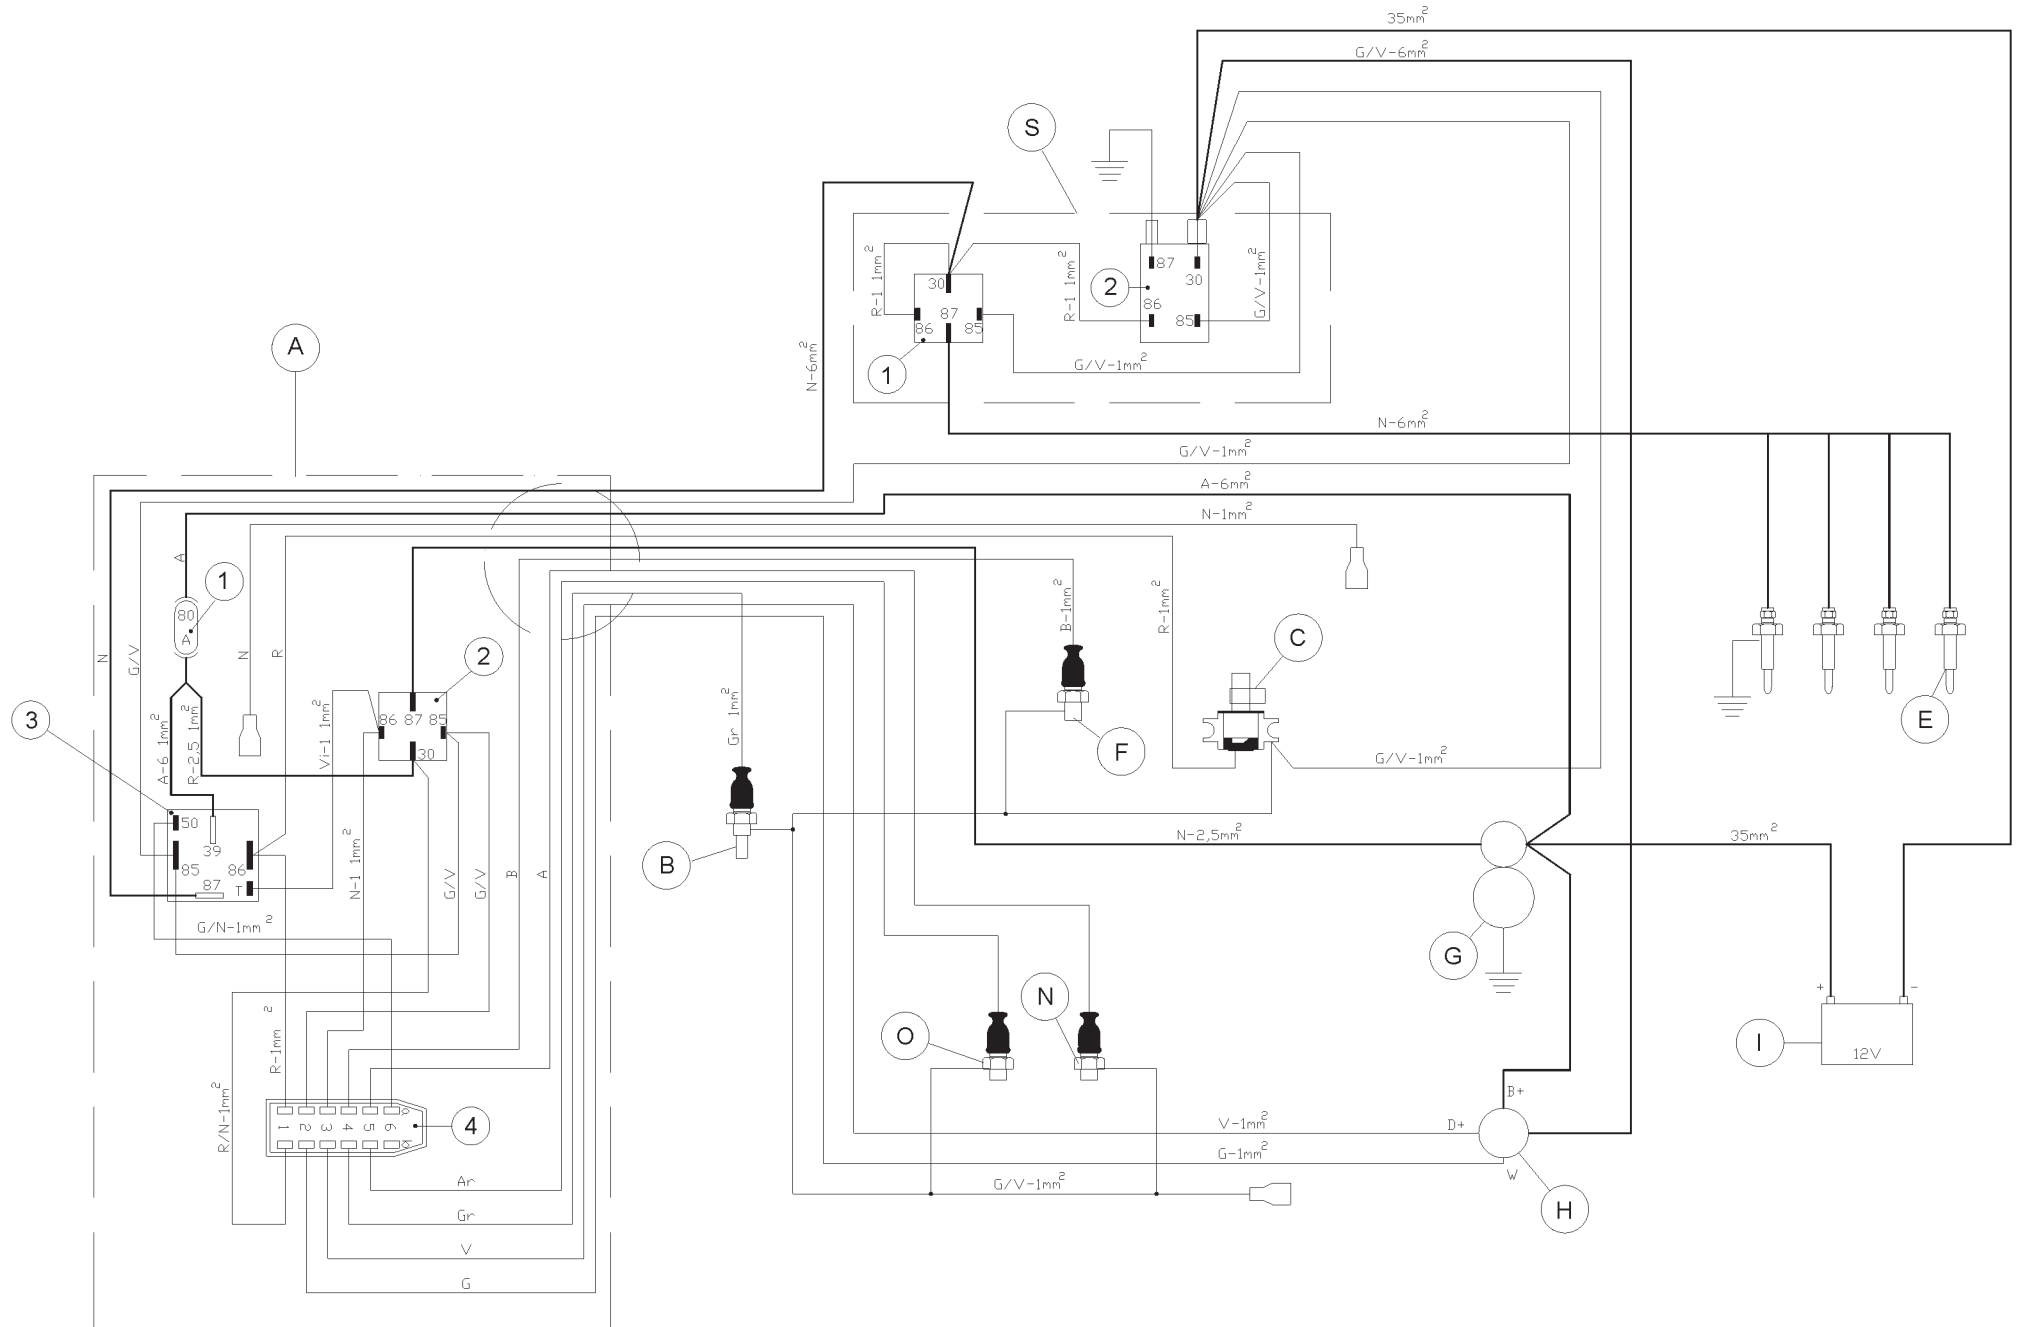 35mm²
G/V-6mm²
S
87
30
2
86
85
R-1 1mm²
R-1 1mm²
G/V-1mm²
30
87
86
85
1
G/V-1mm²
A
N-6mm²
N-6mm²
G/V-1mm²
A-6mm²
N-1mm²
A
1
80
A
N
G/V
N
R
2
B-1mm²
R-1mm²
C
3
A-6 1mm²
R-2,5 1mm²
Vi-1 1mm²
86 87 85
30
Gr 1mm²
F
E
G/V-1mm²
50
39
85
86
87
T
N-1 1mm²
G/V
G/V
B
A
B
N-2,5mm²
35mm²
G/N-1mm²
G
N
O
+
-
I
12V
R-1mm²
R/N-1mm²
1 2 3 4 5 6
a
b
4
B+
D+
V-1mm²
G-1mm²
W
G/V-1mm²
H
Ar
Gr
V
G